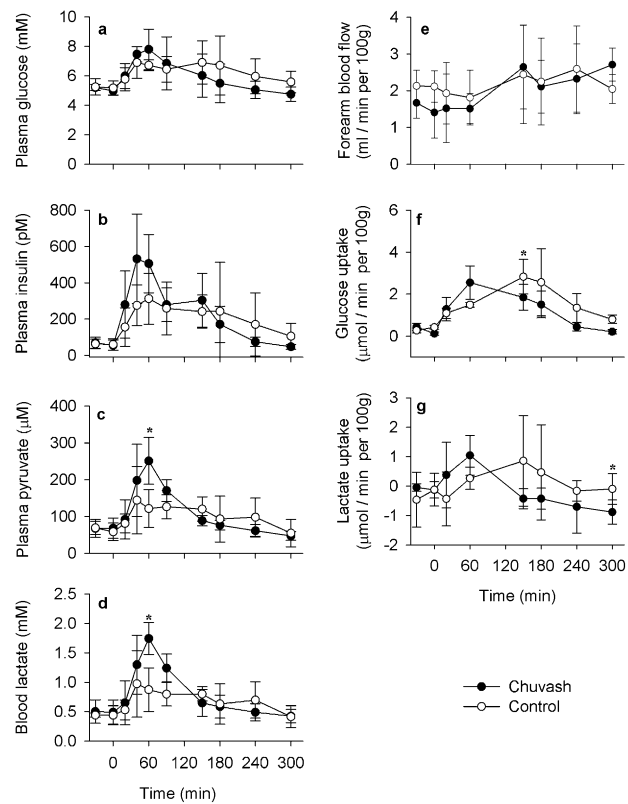 a
Plasma glucose (mM)
10
8
6
4
2
0
b
Plasma insulin (pM)
800
600
400
200
0
c
*
Plasma pyruvate (μM)
400
300
200
100
0
d
*
Blood lactate (mM)
2.5
2.0
1.5
1.0
0.5
0.0
0 60 120 180 240 300
Time (min)
e
Forearm blood flow
(ml / min per 100g)
4
3
2
1
0
f
*
Glucose uptake
(μmol / min per 100g)
6
4
2
0
g
*
Lactate uptake
(μmol / min per 100g)
3
2
1
0
-1
-2
0 60 120 180 240 300
Time (min)
Chuvash
Control